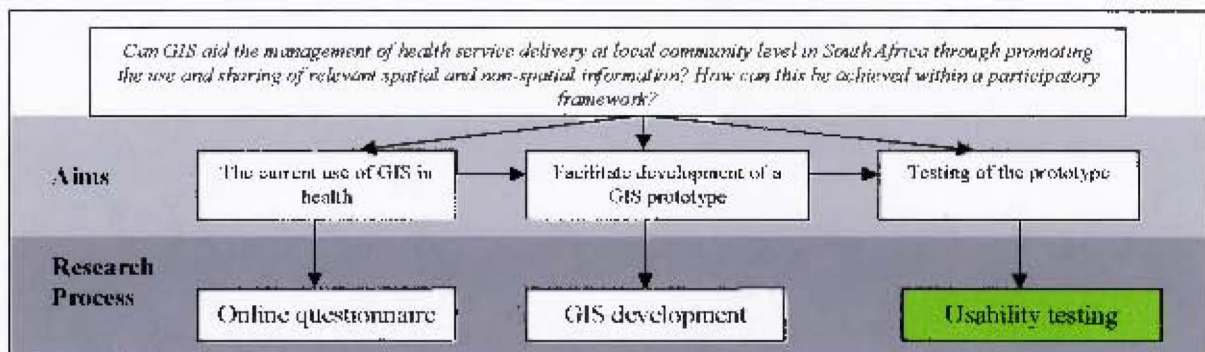 Can GIS aid the management of health service delivery at local community level in South Africa through promoting
the use and sharing of relevant spatial and non-spatial information? How can this be achieved within a participatory
framework?
Aims
The current use of GIS in
health
Facilitate development of a
GIS prototype
Testing of the prototype
Research
Process
Online questionnaire
GIS development
Usability testing